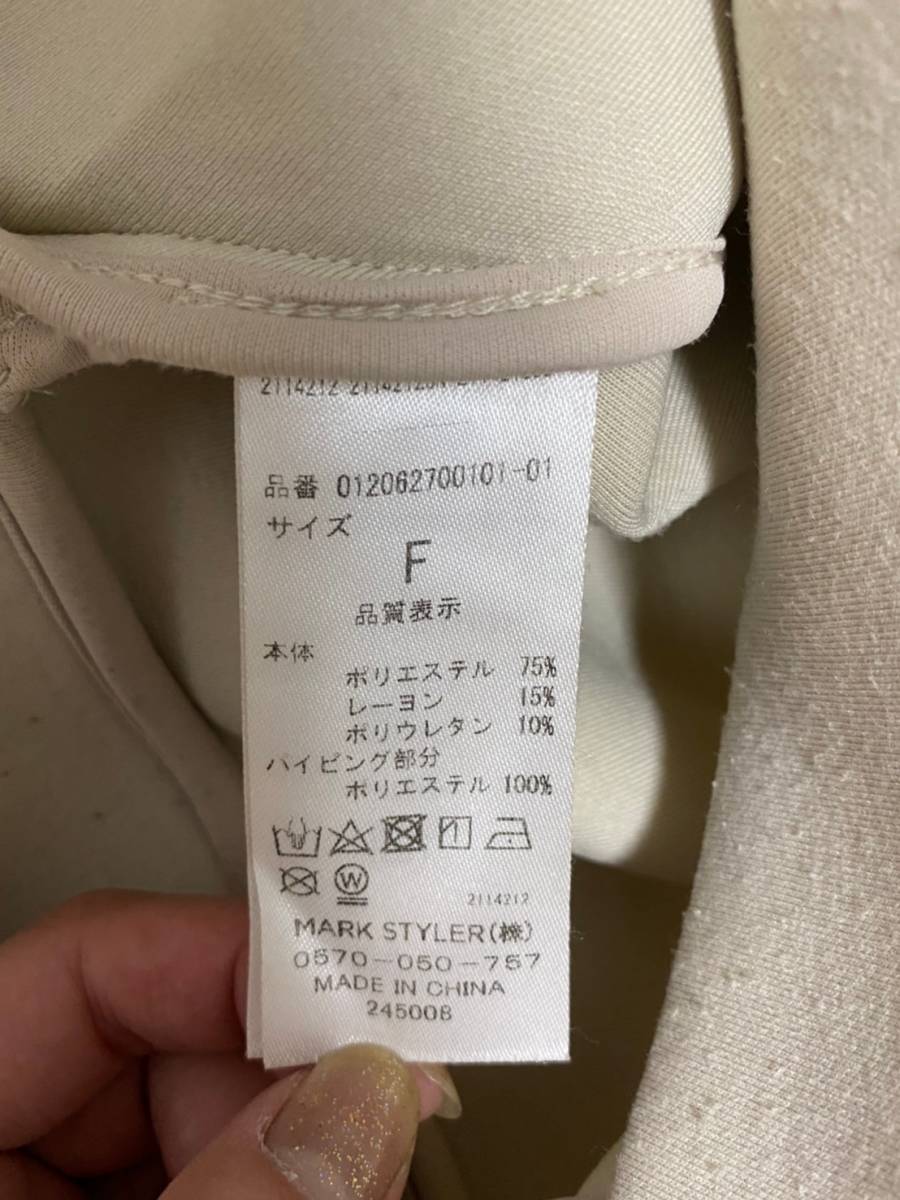 2114212
品番 012062700101-01
サイズ
F
品質表示
本体
ポリエステル 75%
レーヨン 15%
ポリウレタン 10%
パイピング部分
ポリエステル 100%
W
2114212
MARK STYLER(株)
0570-050-757
MADE IN CHINA
245008